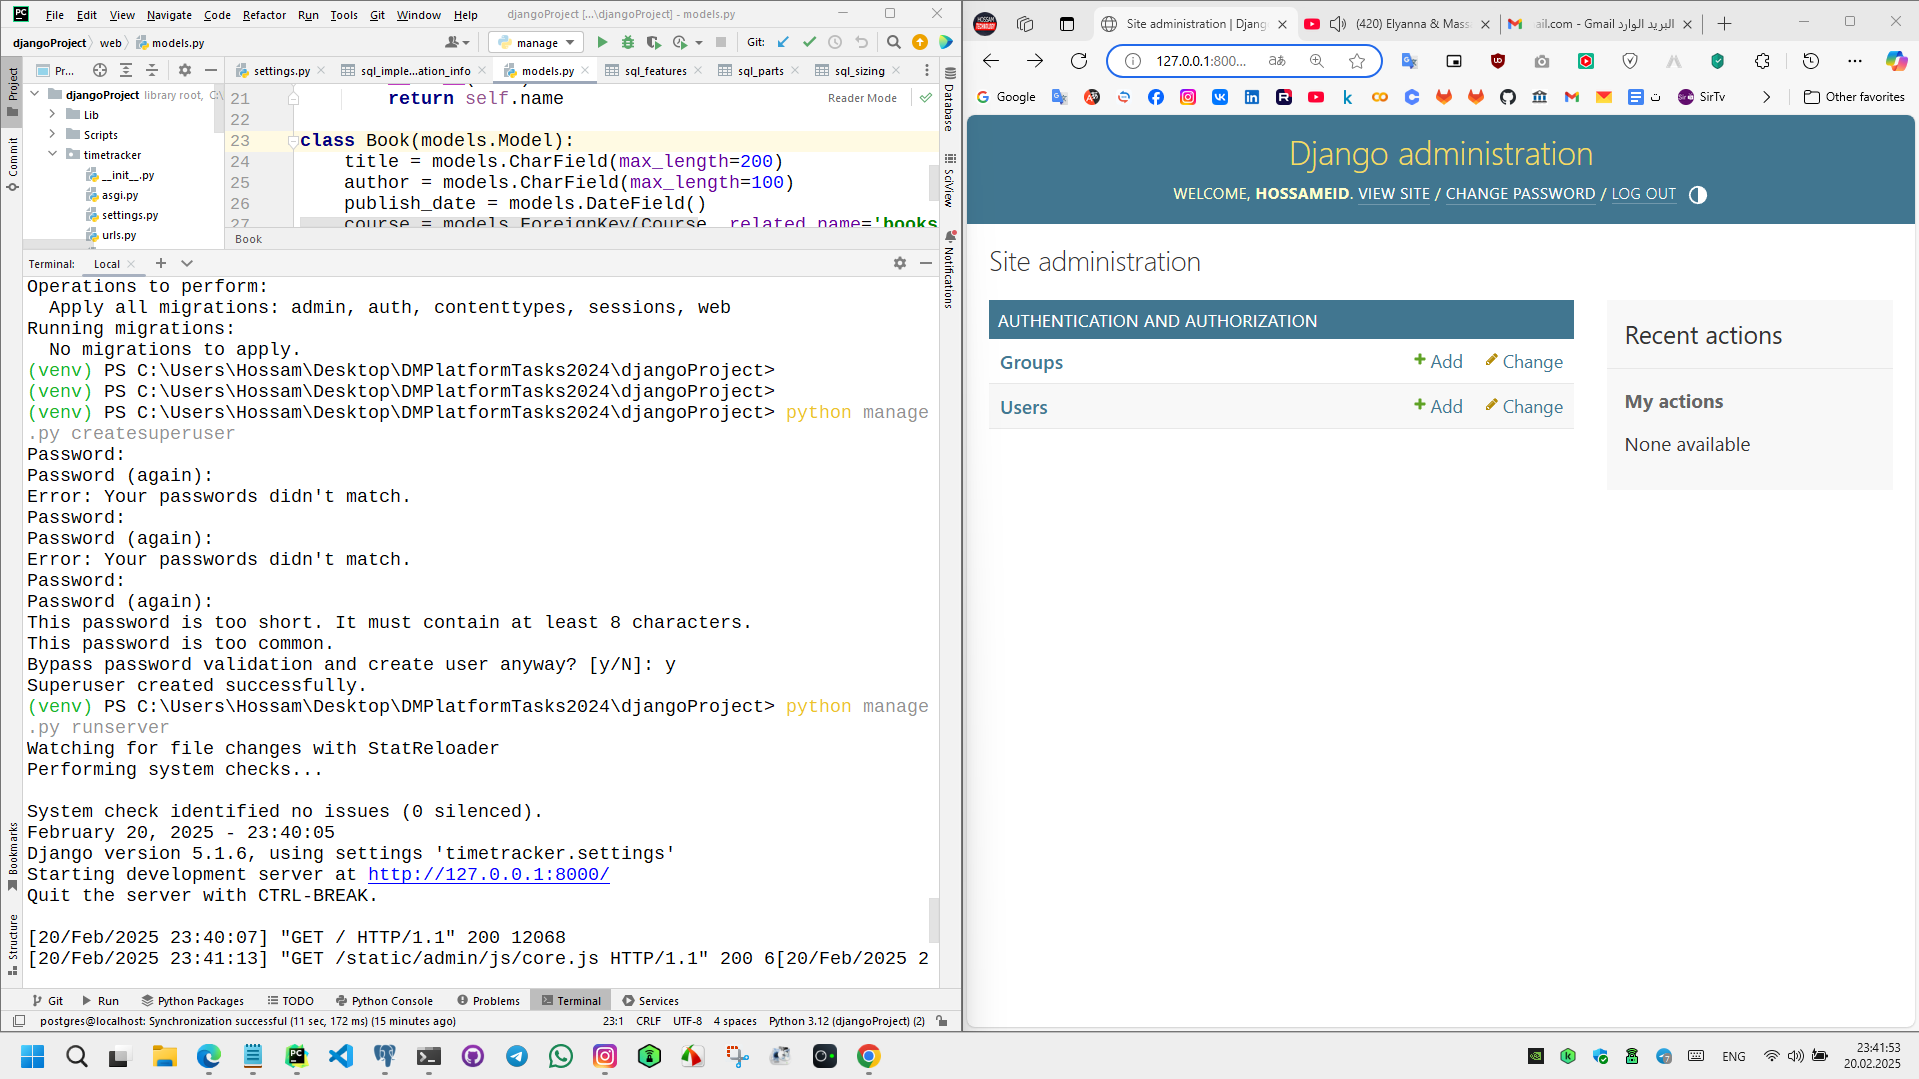 File Edit View Navigate Code Refactor Run Tools Git Window Help djangoProject [...\djangoProject] - models.py
djangoProject web models.py manage Git:
Project
Pr...
settings.py sql_imple...ation_info models.py sql_features sql_parts sql_sizing
djangoProject library root, C:\
Lib
Scripts
timetracker
__init__.py
asgi.py
settings.py
urls.py
21 return self.name
Reader Mode
22
23 class Book(models.Model):
24 title = models.CharField(max_length=200)
25 author = models.CharField(max_length=100)
26 publish_date = models.DateField()
27 course = models.ForeignKey(Course, related_name='books
Book
Commit
Database
SciView
Notifications
Terminal: Local
Operations to perform:
Apply all migrations: admin, auth, contenttypes, sessions, web
Running migrations:
No migrations to apply.
(venv) PS C:\Users\Hossam\Desktop\DMPlatformTasks2024\djangoProject>
(venv) PS C:\Users\Hossam\Desktop\DMPlatformTasks2024\djangoProject>
(venv) PS C:\Users\Hossam\Desktop\DMPlatformTasks2024\djangoProject> python manage
.py createsuperuser
Password:
Password (again):
Error: Your passwords didn't match.
Password:
Password (again):
Error: Your passwords didn't match.
Password:
Password (again):
This password is too short. It must contain at least 8 characters.
This password is too common.
Bypass password validation and create user anyway? [y/N]: y
Superuser created successfully.
(venv) PS C:\Users\Hossam\Desktop\DMPlatformTasks2024\djangoProject> python manage
.py runserver
Watching for file changes with StatReloader
Performing system checks...
System check identified no issues (0 silenced).
February 20, 2025 - 23:40:05
Django version 5.1.6, using settings 'timetracker.settings'
Starting development server at http://127.0.0.1:8000/
Quit the server with CTRL-BREAK.
[20/Feb/2025 23:40:07] "GET / HTTP/1.1" 200 12068
[20/Feb/2025 23:41:13] "GET /static/admin/js/core.js HTTP/1.1" 200 6[20/Feb/2025 2
Bookmarks
Structure
Git Run Python Packages TODO Python Console Problems Terminal Services
postgres@localhost: Synchronization successful (11 sec, 172 ms) (15 minutes ago) 23:1 CRLF UTF-8 4 spaces Python 3.12 (djangoProject) (2)
Site administration | Djang (420) Elyanna & Mass البريد الوارد - Gmail ail.com
127.0.0.1:800...
Google ت SirTv Other favorites
Django administration
WELCOME, HOSSAMEID. VIEW SITE / CHANGE PASSWORD / LOG OUT
Site administration
AUTHENTICATION AND AUTHORIZATION
Groups Add Change
Users Add Change
Recent actions
My actions
None available
ENG 23:41:53
20.02.2025